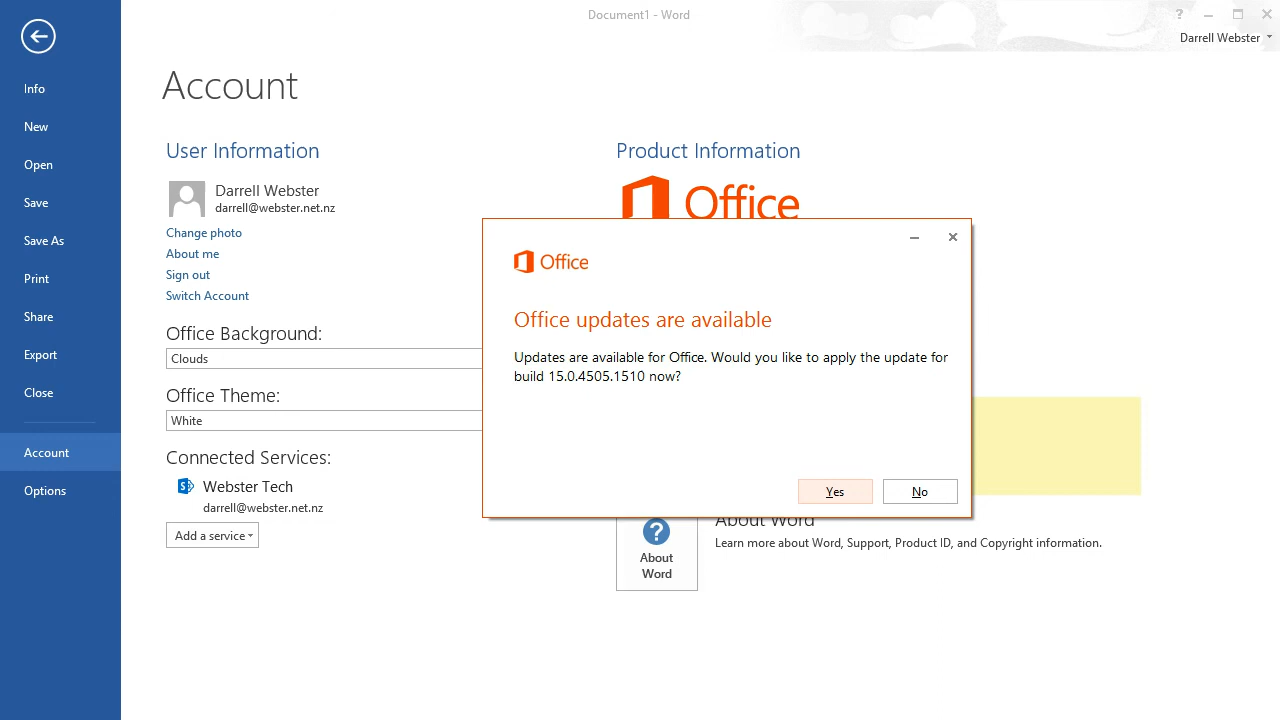 Document1 - Word
?
Darrell Webster
Info
New
Open
Save
Save As
Print
Share
Export
Close
Account
Options
Account
User Information
Darrell Webster
darrell@webster.net.nz
Change photo
About me
Sign out
Switch Account
Office Background:
Clouds
Office Theme:
White
Connected Services:
Webster Tech
darrell@webster.net.nz
Add a service
Product Information
Office
Office
Office updates are available
Updates are available for Office. Would you like to apply the update for
build 15.0.4505.1510 now?
Yes
No
?
About
Word
About Word
Learn more about Word, Support, Product ID, and Copyright information.